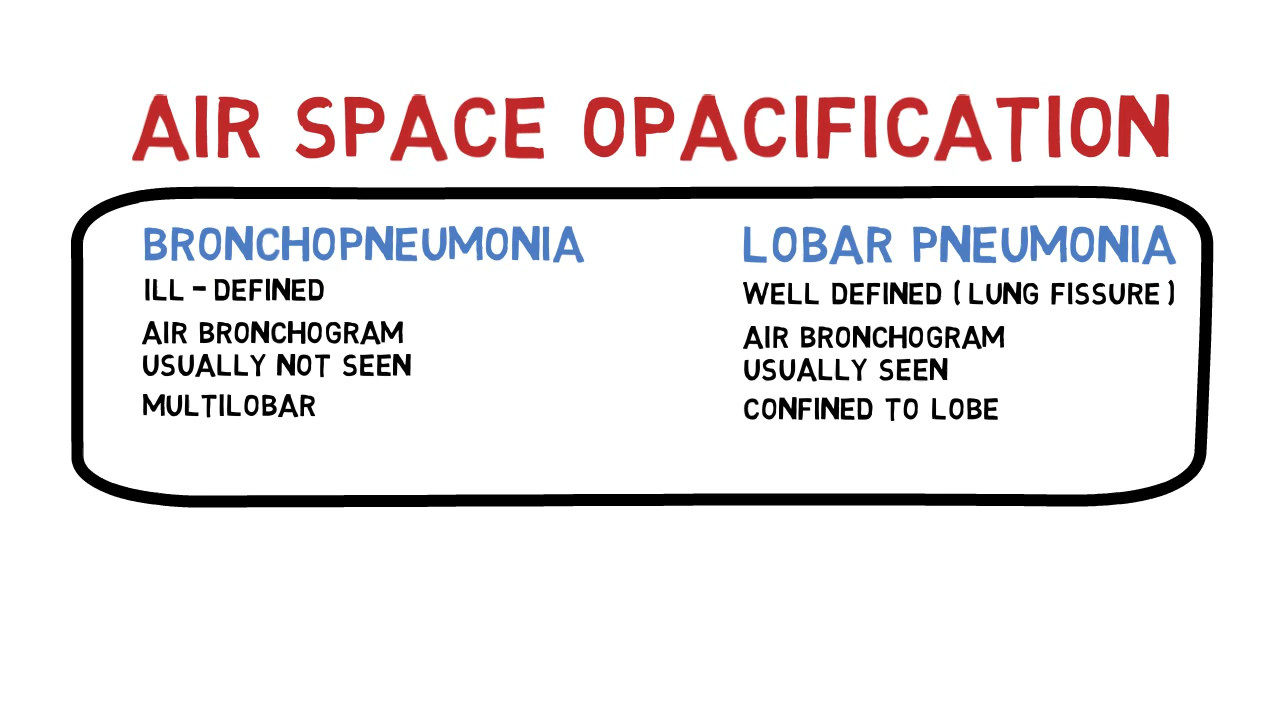 AIR SPACE OPACIFICATION
BRONCHOPNEUMONIA
ILL - DEFINED
AIR BRONCHOGRAM
USUALLY NOT SEEN
MULTILOBAR
LOBAR PNEUMONIA
WELL DEFINED (LUNG FISSURE)
AIR BRONCHOGRAM
USUALLY SEEN
CONFINED TO LOBE